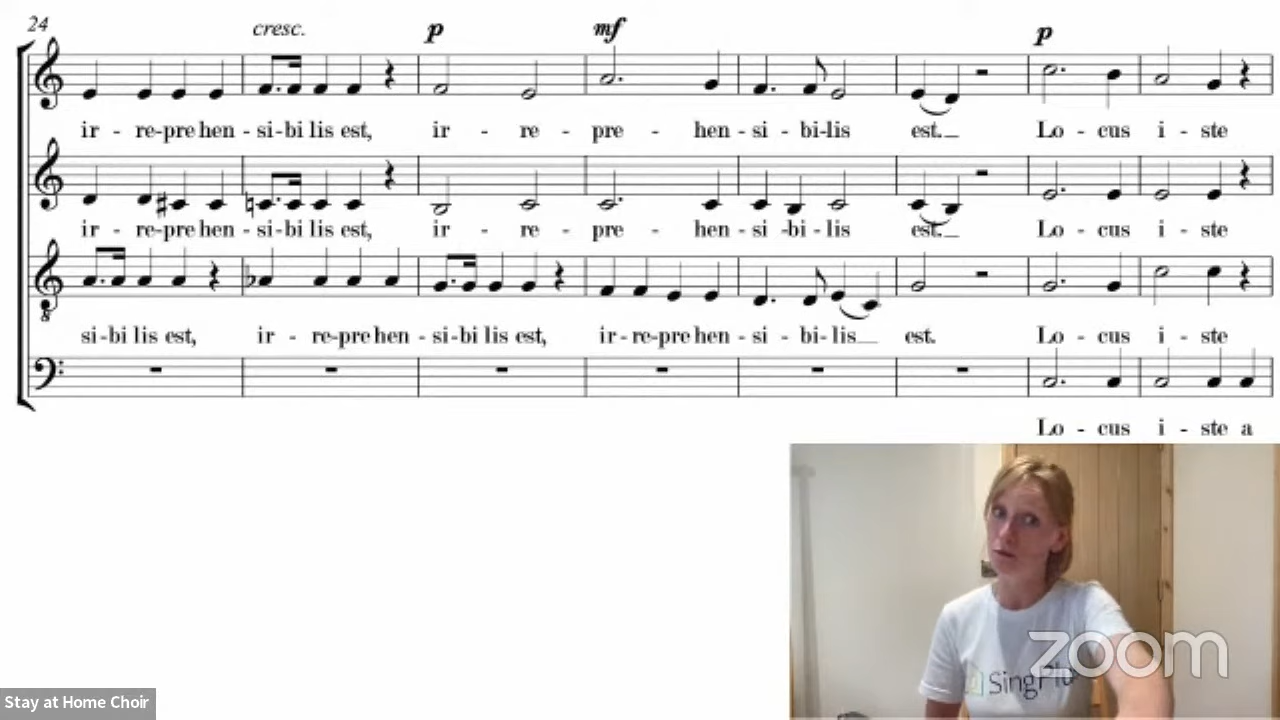 24 cresc. p mf p
ir - re-pre hen - si-bi lis est, ir - re - pre - hen - si - bi-lis est._ Lo - cus i - ste
ir - re-pre hen - si-bi lis est, ir - re - pre - hen - si -bi - lis est._ Lo - cus i - ste
8
si-bi lis est, ir - re-pre hen - si-bi lis est, ir-re-pre hen - si - bi-lis_ est. Lo - cus i - ste
Lo - cus i - ste a
zoom
Stay at Home Choir